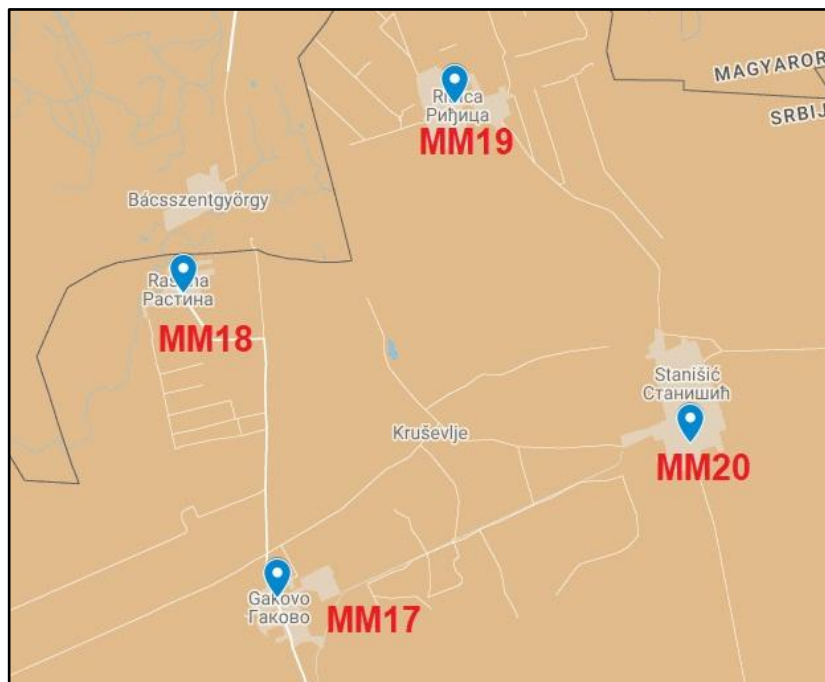 MAGYAROR
SRBIJ
Риђица
MM19
Bácsszentgyörgy
Растина
MM18
Stanišić
Станишић
Kruševlje
MM20
Gakovo
Гаково
MM17